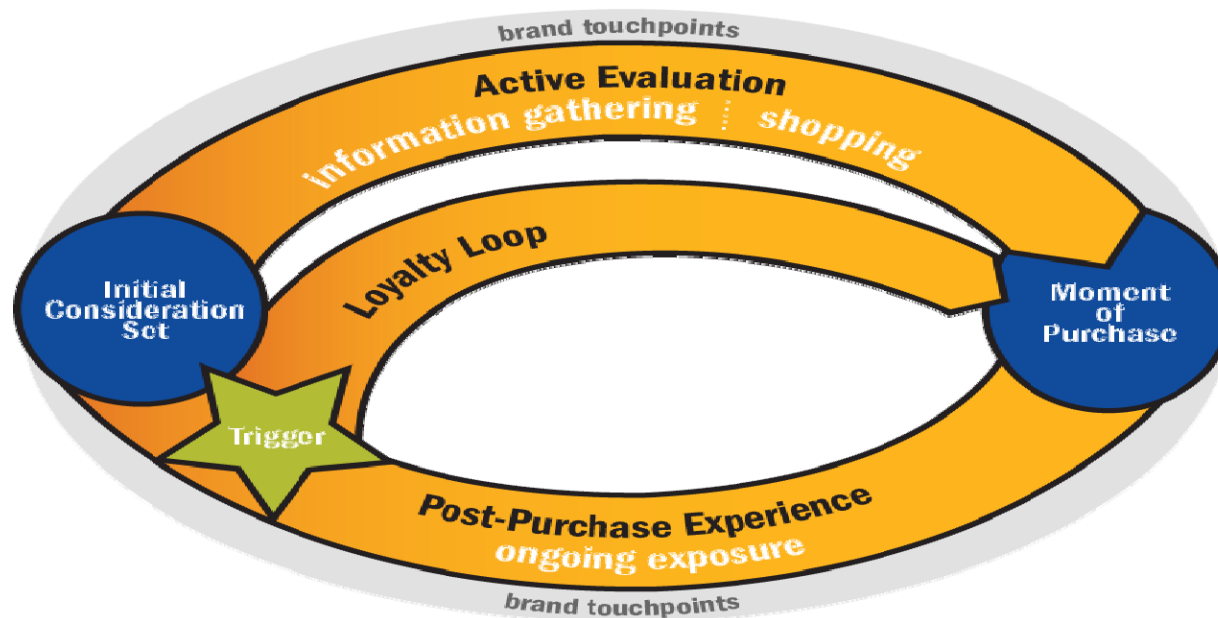 brand touchpoints
Active Evaluation
information gathering
shopping
Loyalty Loop
Initial
Consideration
Set
Moment
of
Purchase
Trigger
Post-Purchase Experience
ongoing exposure
brand touchpoints